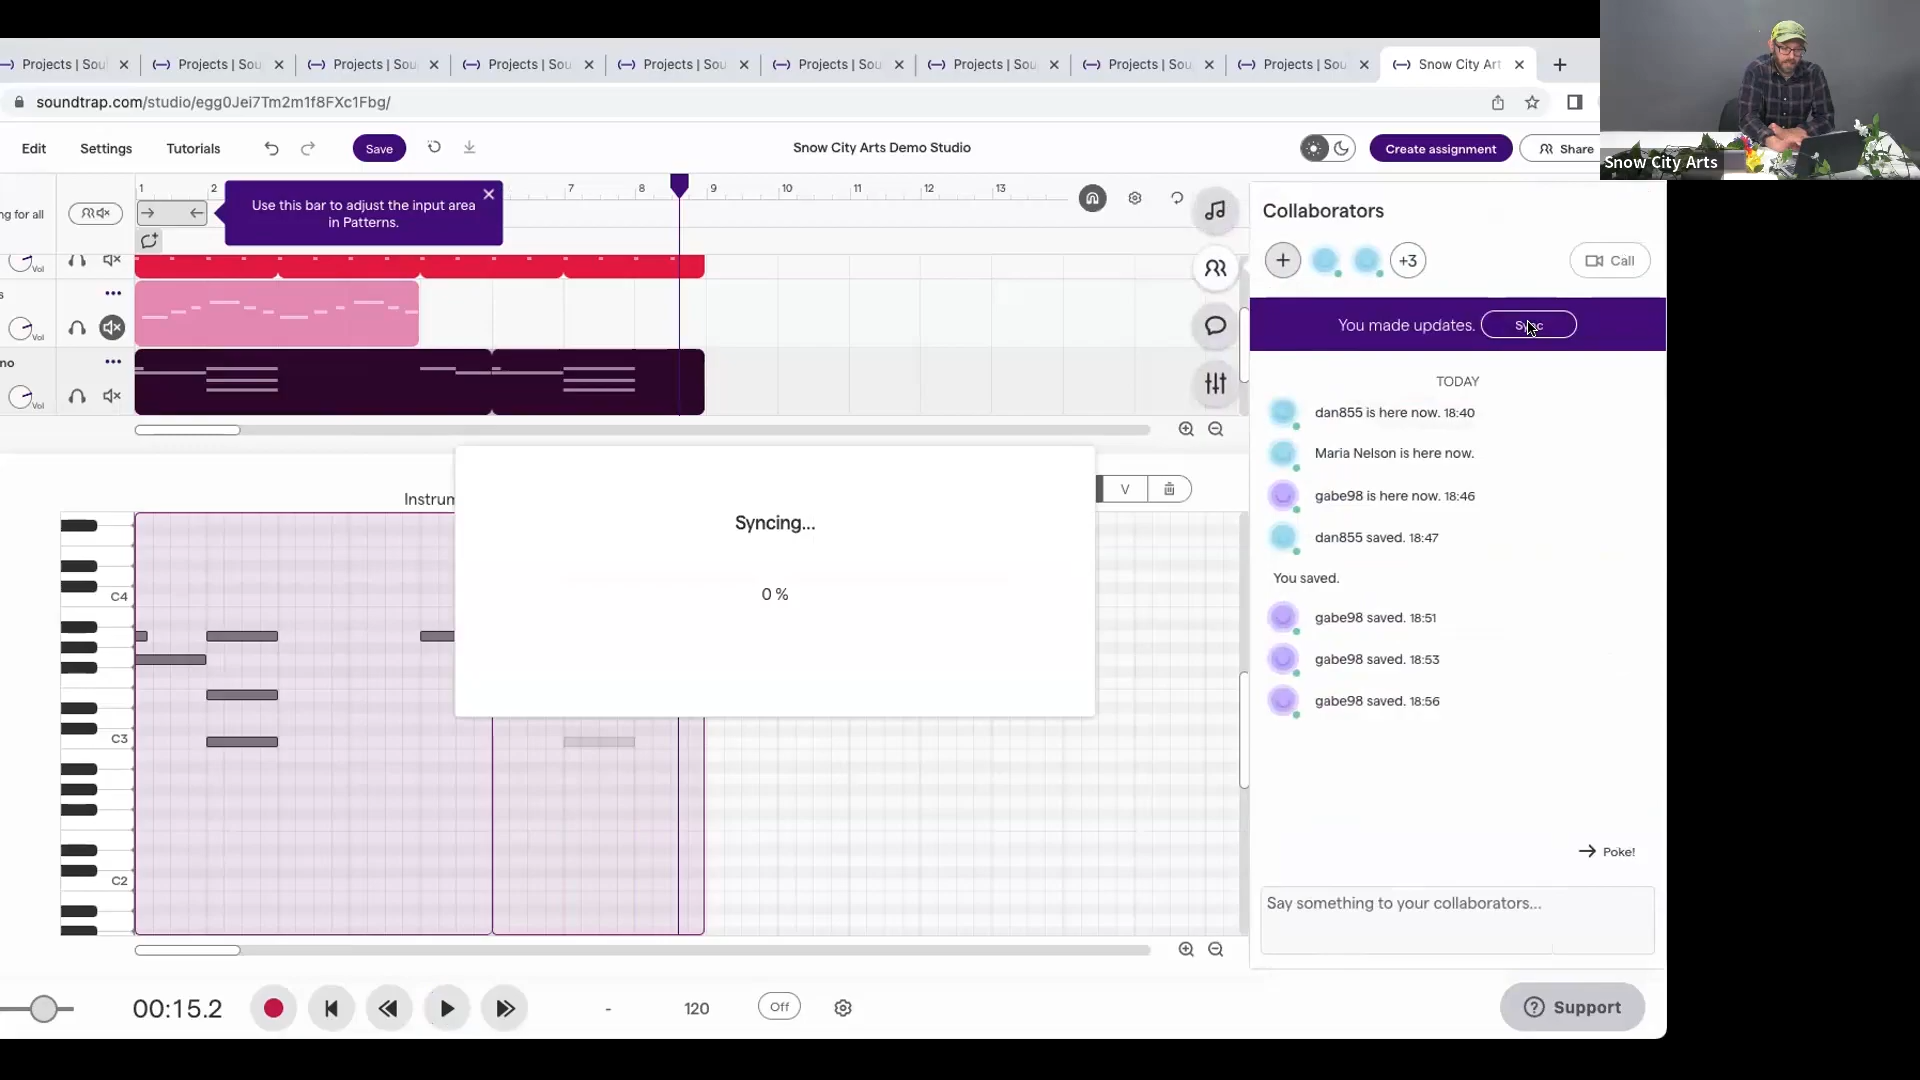 Projects | Sou
Projects | Sou
Projects | Sou
Projects | Sou
Projects | Sou
Projects | Sou
Projects | Sou
Projects | Sou
Projects | Sou
Snow City Art
soundtrap.com/studio/egg0Jei7Tm2m1f8FXc1Fbg/
Edit
Settings
Tutorials
Save
Snow City Arts Demo Studio
Create assignment
Share
Snow City Arts
1
2
7
8
9
10
11
12
13
Use this bar to adjust the input area
in Patterns.
ng for all
Vol
s
Vol
no
Vol
Collaborators
+3
Call
You made updates.
Sync
TODAY
dan855 is here now. 18:40
Maria Nelson is here now.
gabe98 is here now. 18:46
dan855 saved. 18:47
You saved.
gabe98 saved. 18:51
gabe98 saved. 18:53
gabe98 saved. 18:56
Poke!
Say something to your collaborators...
Instrum
V
Syncing...
0 %
C4
C3
C2
00:15.2
-
120
Off
Support